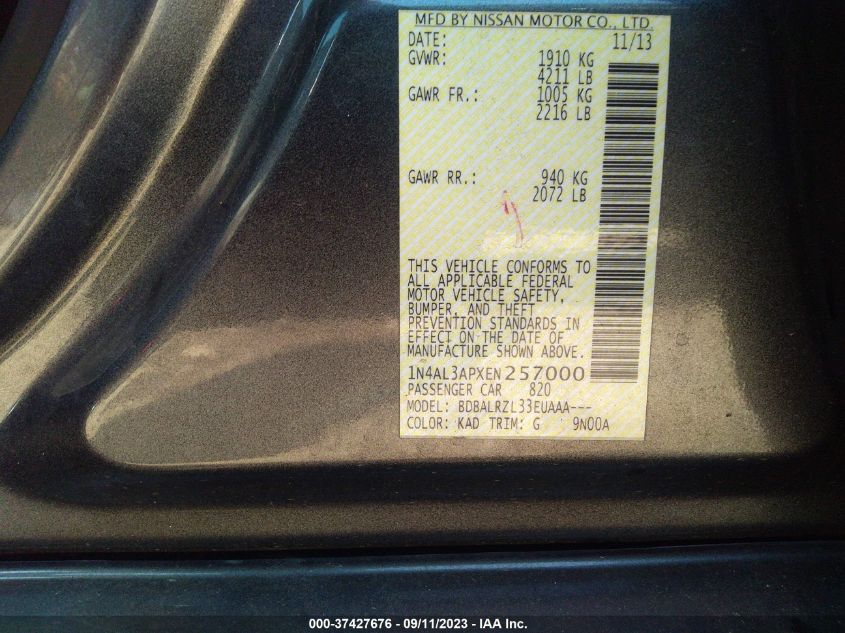 MFD BY NISSAN MOTOR CO., LTD.
DATE: 11/13
GVWR: 1910 KG
4211 LB
GAWR FR.: 1005 KG
2216 LB
GAWR RR.: 940 KG
2072 LB
THIS VEHICLE CONFORMS TO
ALL APPLICABLE FEDERAL
MOTOR VEHICLE SAFETY,
BUMPER, AND THEFT
PREVENTION STANDARDS IN
EFFECT ON THE DATE OF
MANUFACTURE SHOWN ABOVE.
1N4AL3APXEN257000
PASSENGER CAR 820
MODEL: BDBALRZL33EUAAA---
COLOR: KAD TRIM: G 9N00A
000-37427676 - 09/11/2023 - IAA Inc.